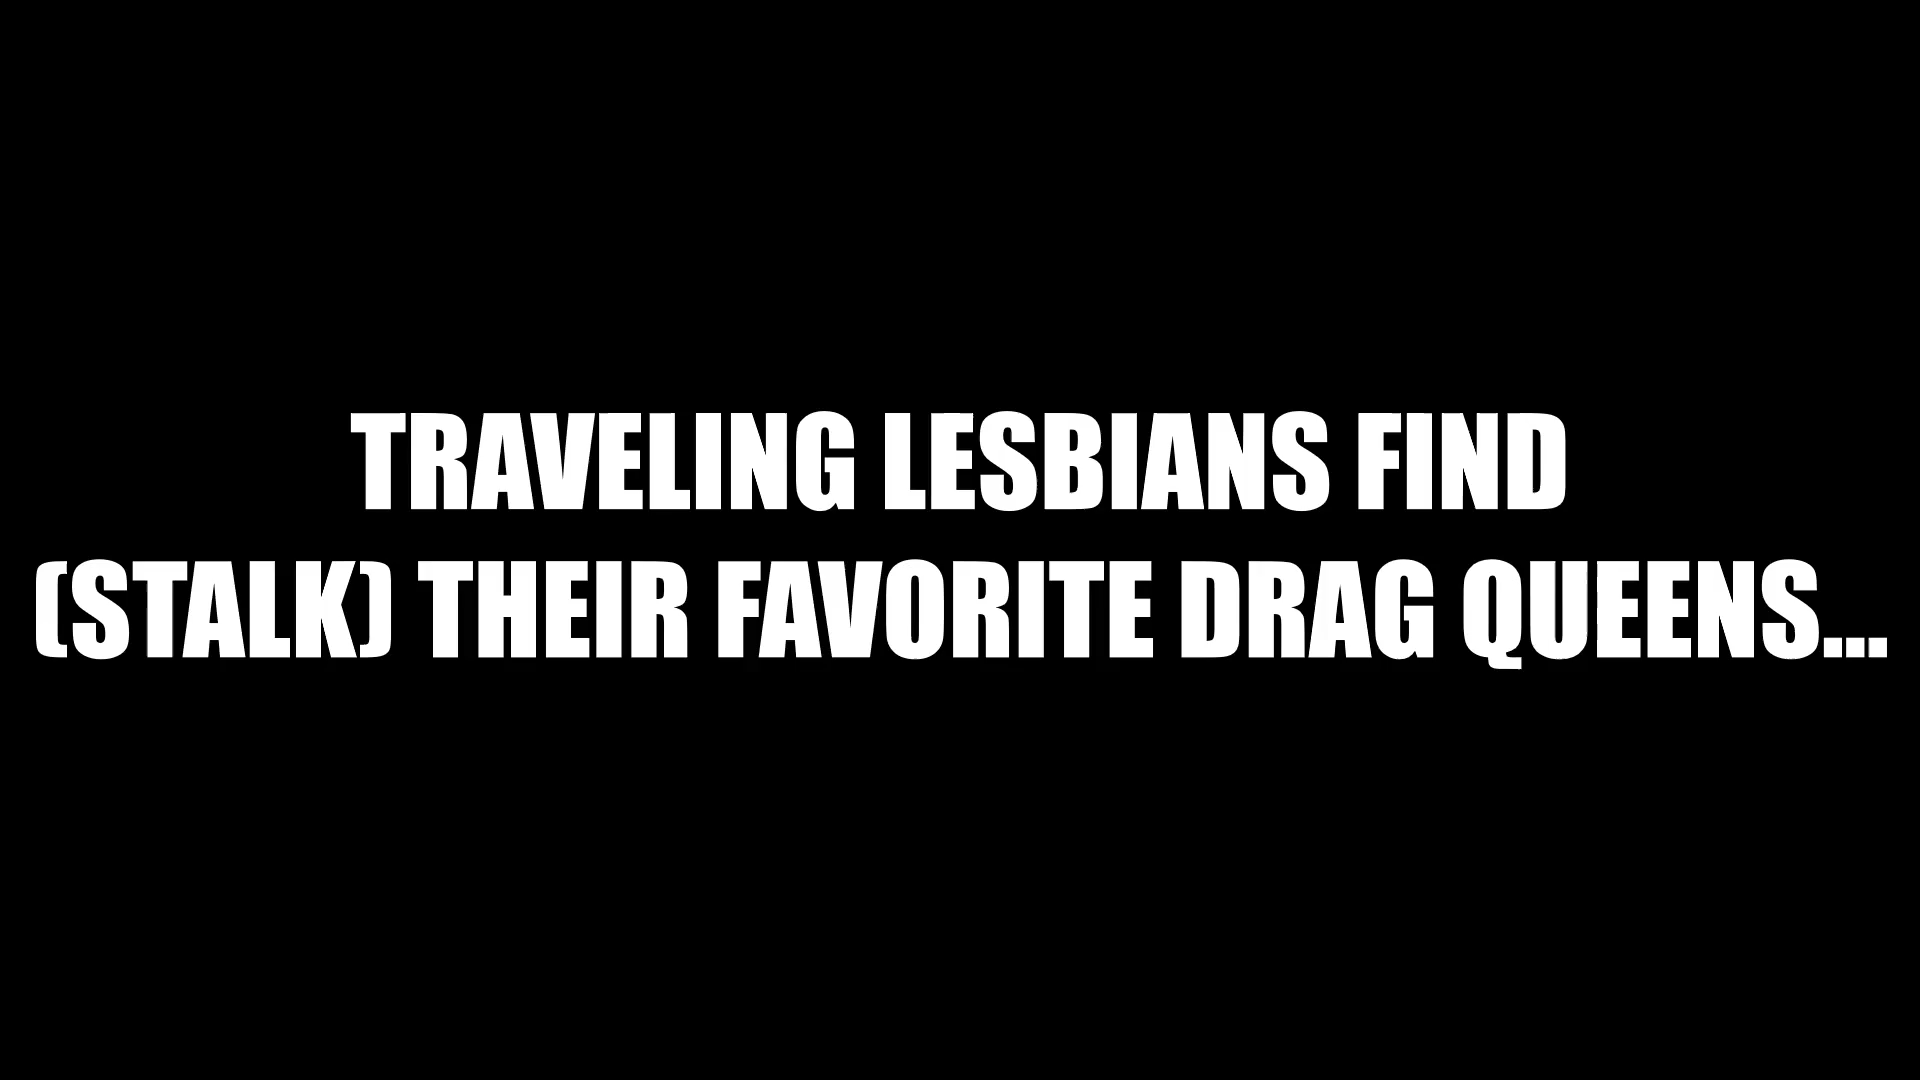 TRAVELING LESBIANS FIND
(STALK) THEIR FAVORITE DRAG QUEENS...